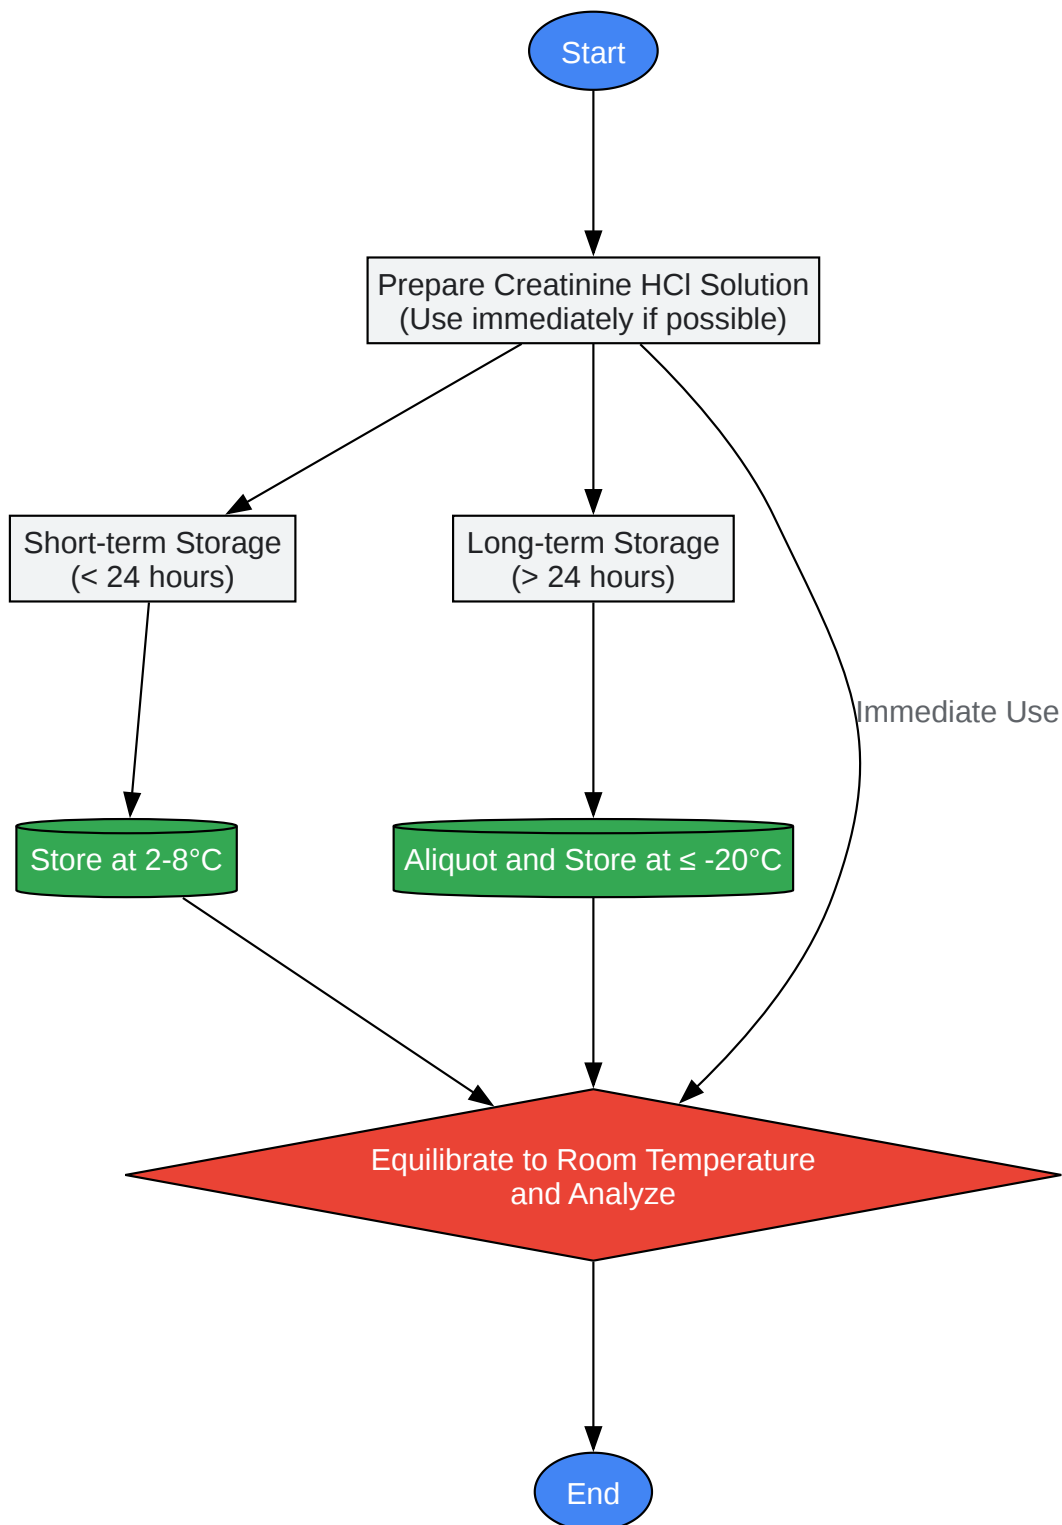 Start
Prepare Creatinine HCl Solution
(Use immediately if possible)
Short-term Storage
(< 24 hours)
Long-term Storage
(> 24 hours)
Immediate Use
Store at 2-8°C
Aliquot and Store at ≤ -20°C
Equilibrate to Room Temperature
and Analyze
End